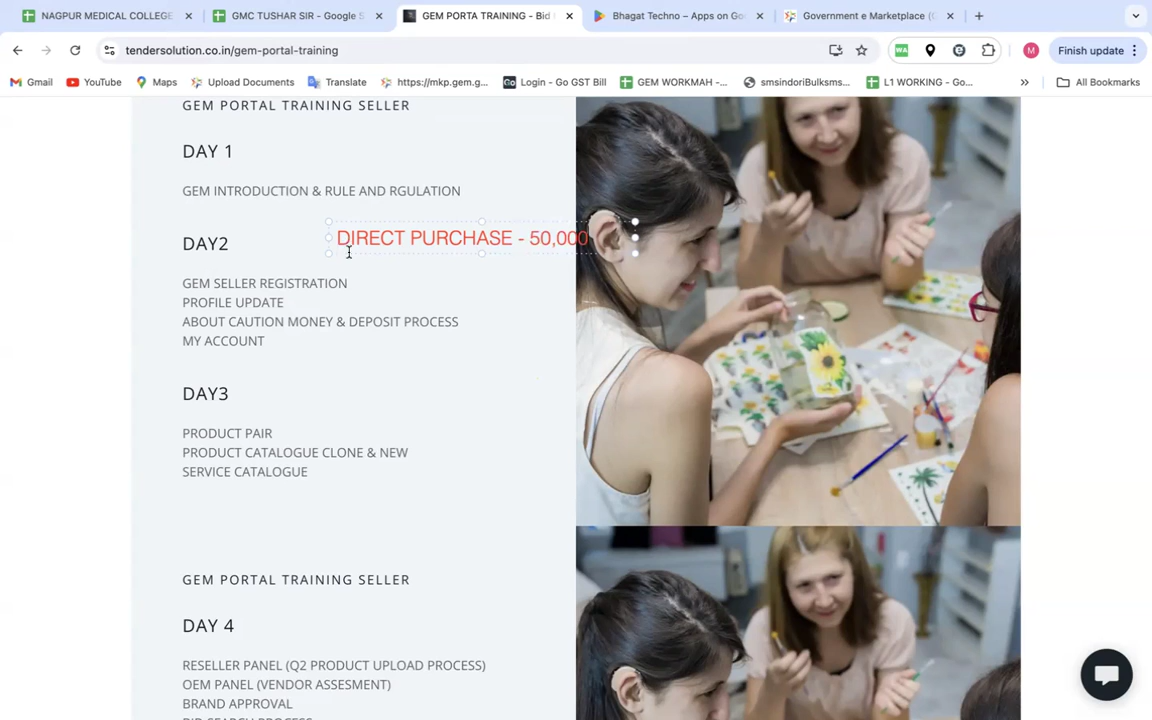 NAGPUR MEDICAL COLLEGE
GMC TUSHAR SIR - Google S
GEM PORTA TRAINING - Bid
Bhagat Techno – Apps on Go
Government e Marketplace (G
tendersolution.co.in/gem-portal-training
WA
M
Finish update
Gmail
YouTube
Maps
Upload Documents
Translate
https://mkp.gem.g...
Login - Go GST Bill
GEM WORKMAH -...
smsindoriBulksms...
L1 WORKING - Go...
All Bookmarks
GEM PORTAL TRAINING SELLER
DAY 1
GEM INTRODUCTION & RULE AND RGULATION
DIRECT PURCHASE - 50,000
DAY2
GEM SELLER REGISTRATION
PROFILE UPDATE
ABOUT CAUTION MONEY & DEPOSIT PROCESS
MY ACCOUNT
DAY3
PRODUCT PAIR
PRODUCT CATALOGUE CLONE & NEW
SERVICE CATALOGUE
GEM PORTAL TRAINING SELLER
DAY 4
RESELLER PANEL (Q2 PRODUCT UPLOAD PROCESS)
OEM PANEL (VENDOR ASSESMENT)
BRAND APPROVAL
BID SEARCH PROCESS